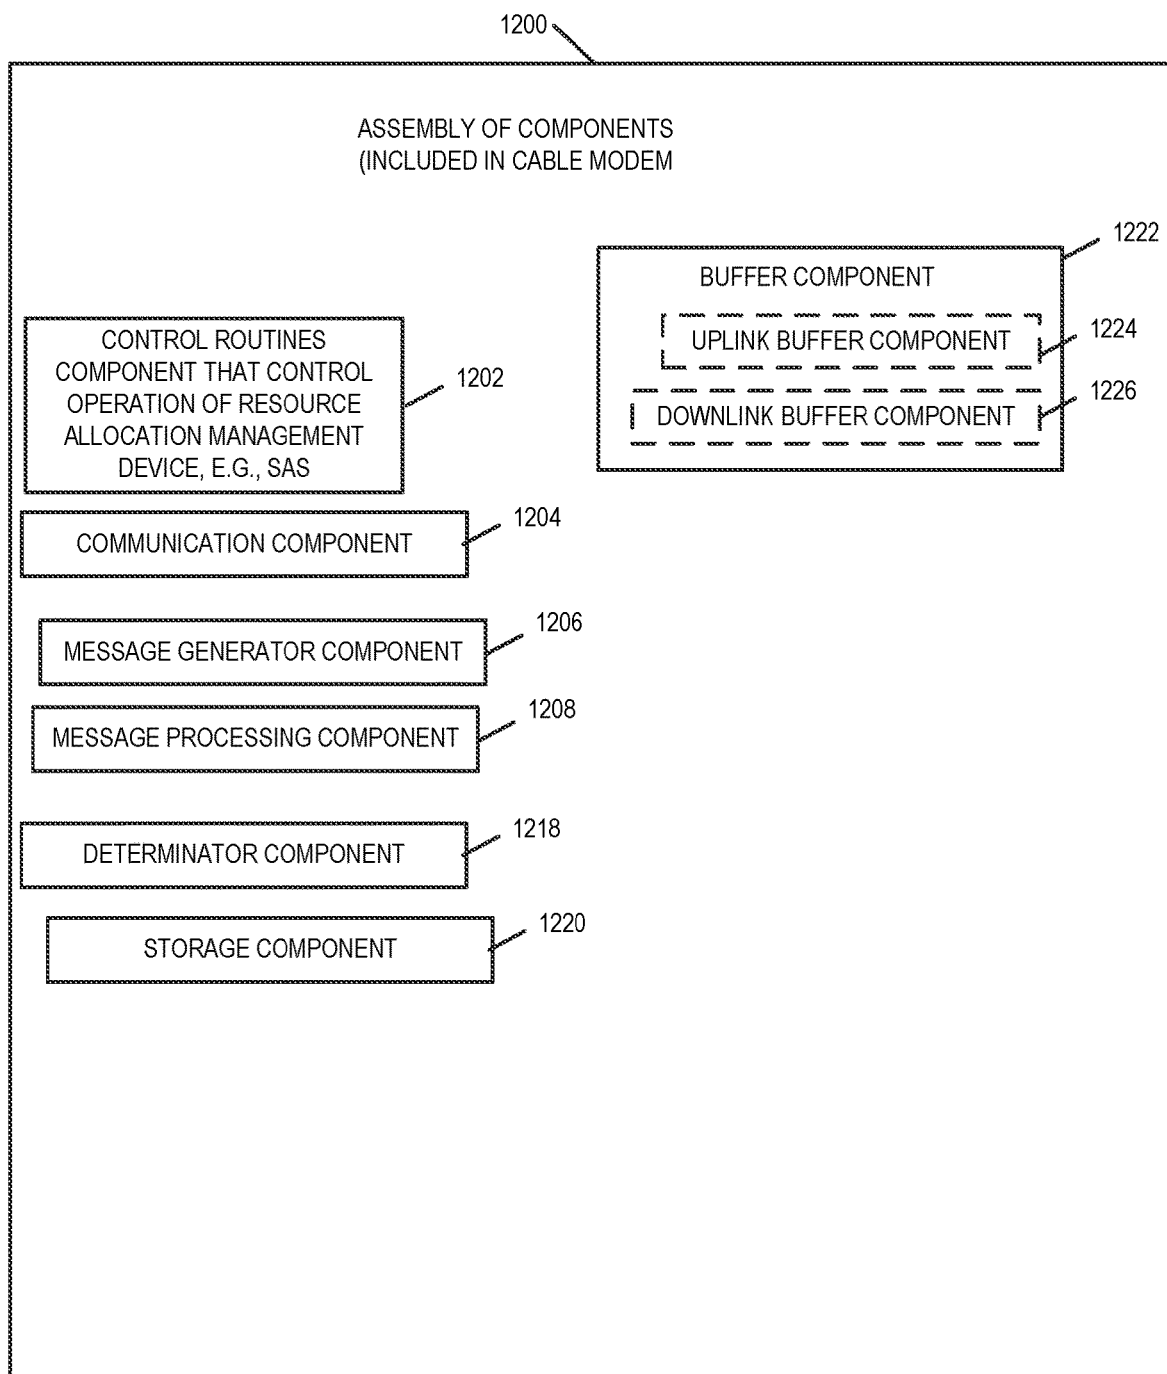 1200
ASSEMBLY OF COMPONENTS
(INCLUDED IN CABLE MODEM
1222
BUFFER COMPONENT
UPLINK BUFFER COMPONENT
1224
DOWNLINK BUFFER COMPONENT
1226
CONTROL ROUTINES
COMPONENT THAT CONTROL
OPERATION OF RESOURCE
ALLOCATION MANAGEMENT
DEVICE, E.G., SAS
1202
COMMUNICATION COMPONENT
1204
MESSAGE GENERATOR COMPONENT
1206
MESSAGE PROCESSING COMPONENT
1208
DETERMINATOR COMPONENT
1218
STORAGE COMPONENT
1220